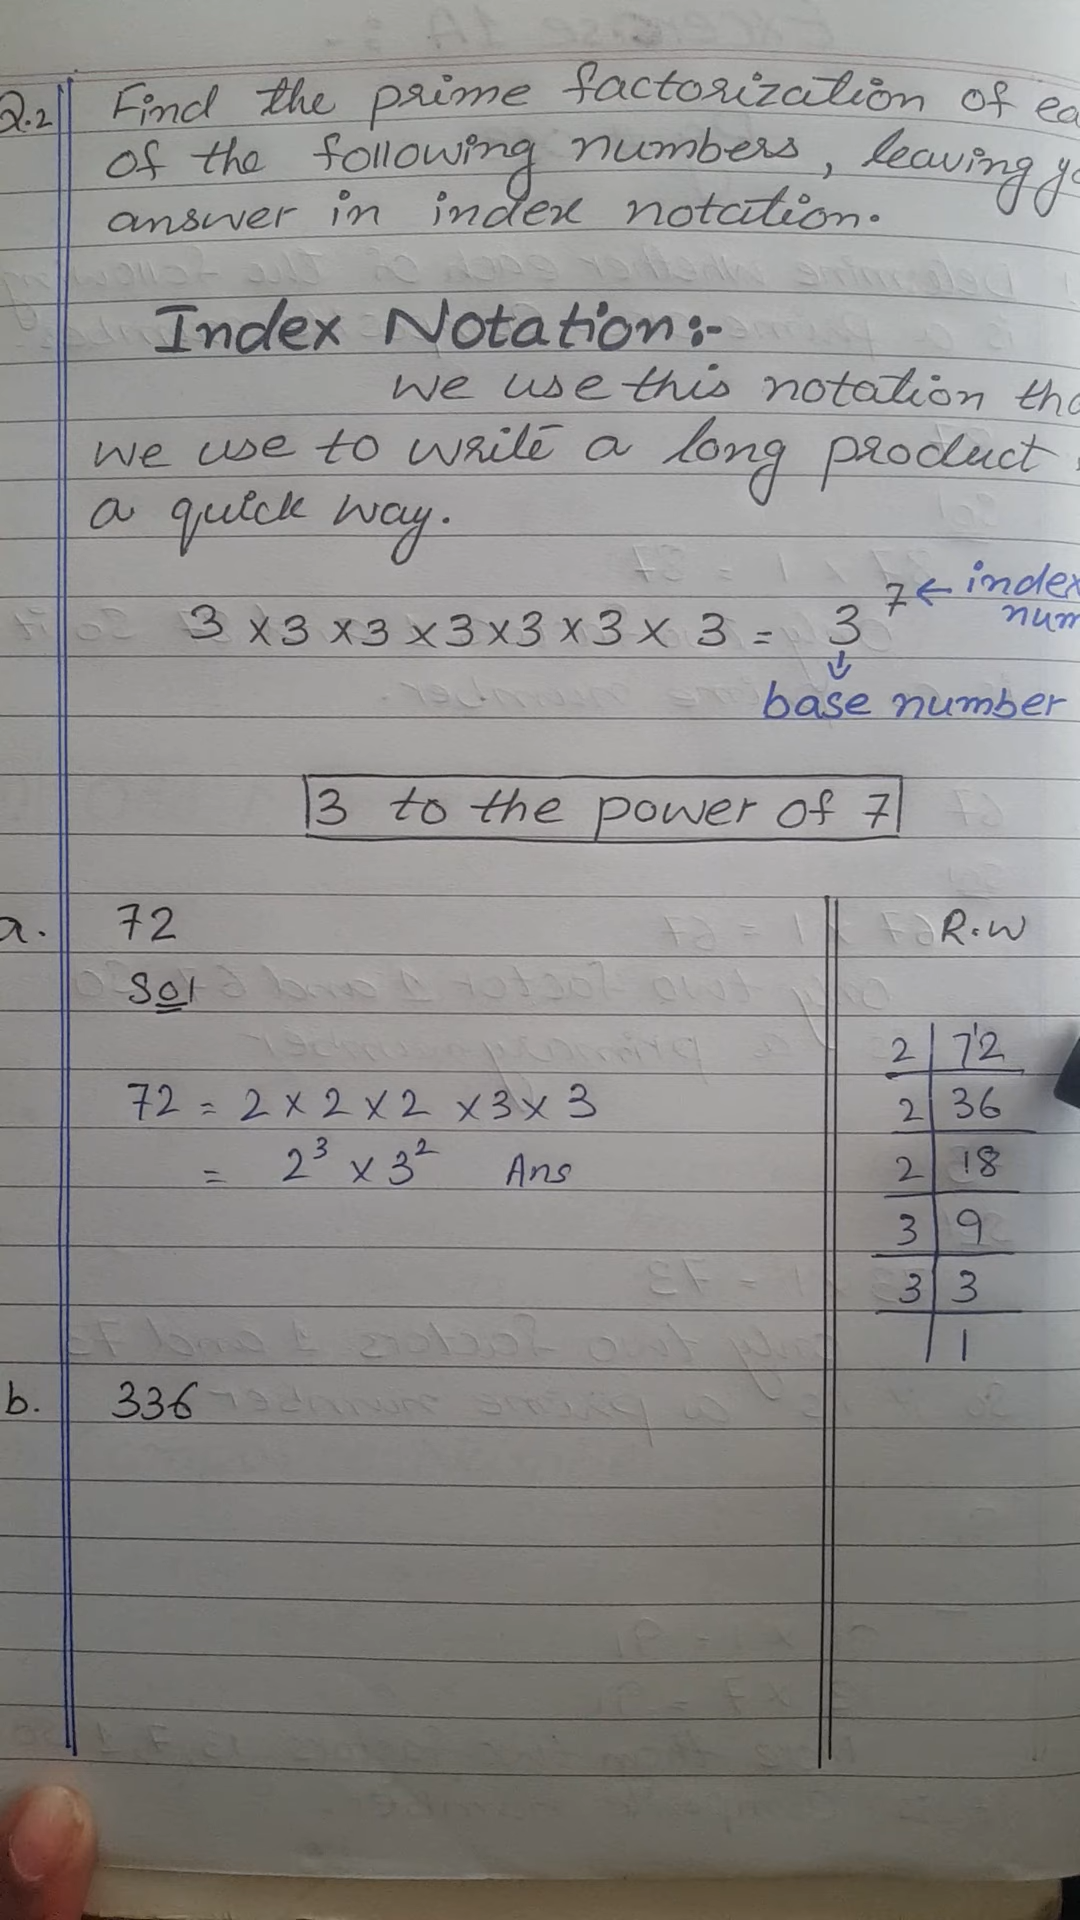 Q.2 Find the prime factorization of ea
of the following numbers, leaving yo
answer in index notation.
Index Notation:-
We use this notation tha
we use to write a long product
a quick way.
3 × 3 × 3 × 3 × 3 × 3 × 3 = 3⁷ ← index num
↓
base number
3 to the power of 7
a. 72
Sol
72 = 2 × 2 × 2 × 3 × 3
= 2³ × 3² Ans
R.W
2 | 72
2 | 36
2 | 18
3 | 9
3 | 3
| 1
b. 336